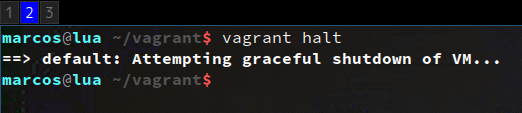 1 2 3
marcos@lua ~/vagrant$ vagrant halt
==> default: Attempting graceful shutdown of VM...
marcos@lua ~/vagrant$